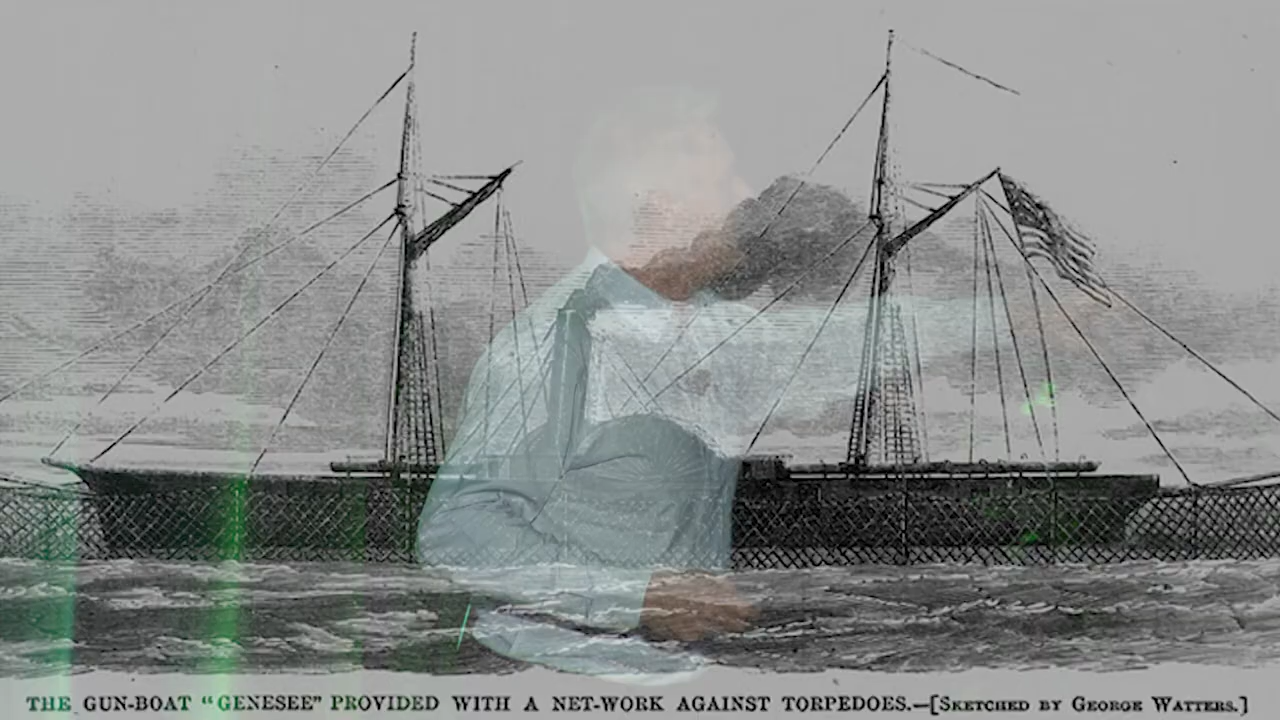 THE GUN-BOAT “GENESEE” PROVIDED WITH A NET-WORK AGAINST TORPEDOES.—[SKETCHED BY GEORGE WATTERS.]